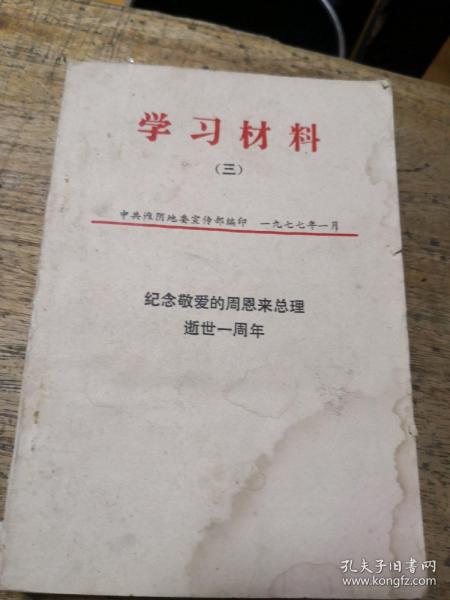 学习材料
（三）
中共淮阴地委宣传部编印 一九七七年一月
纪念敬爱的周恩来总理
逝世一周年
孔夫子旧书网
www.kongfz.com